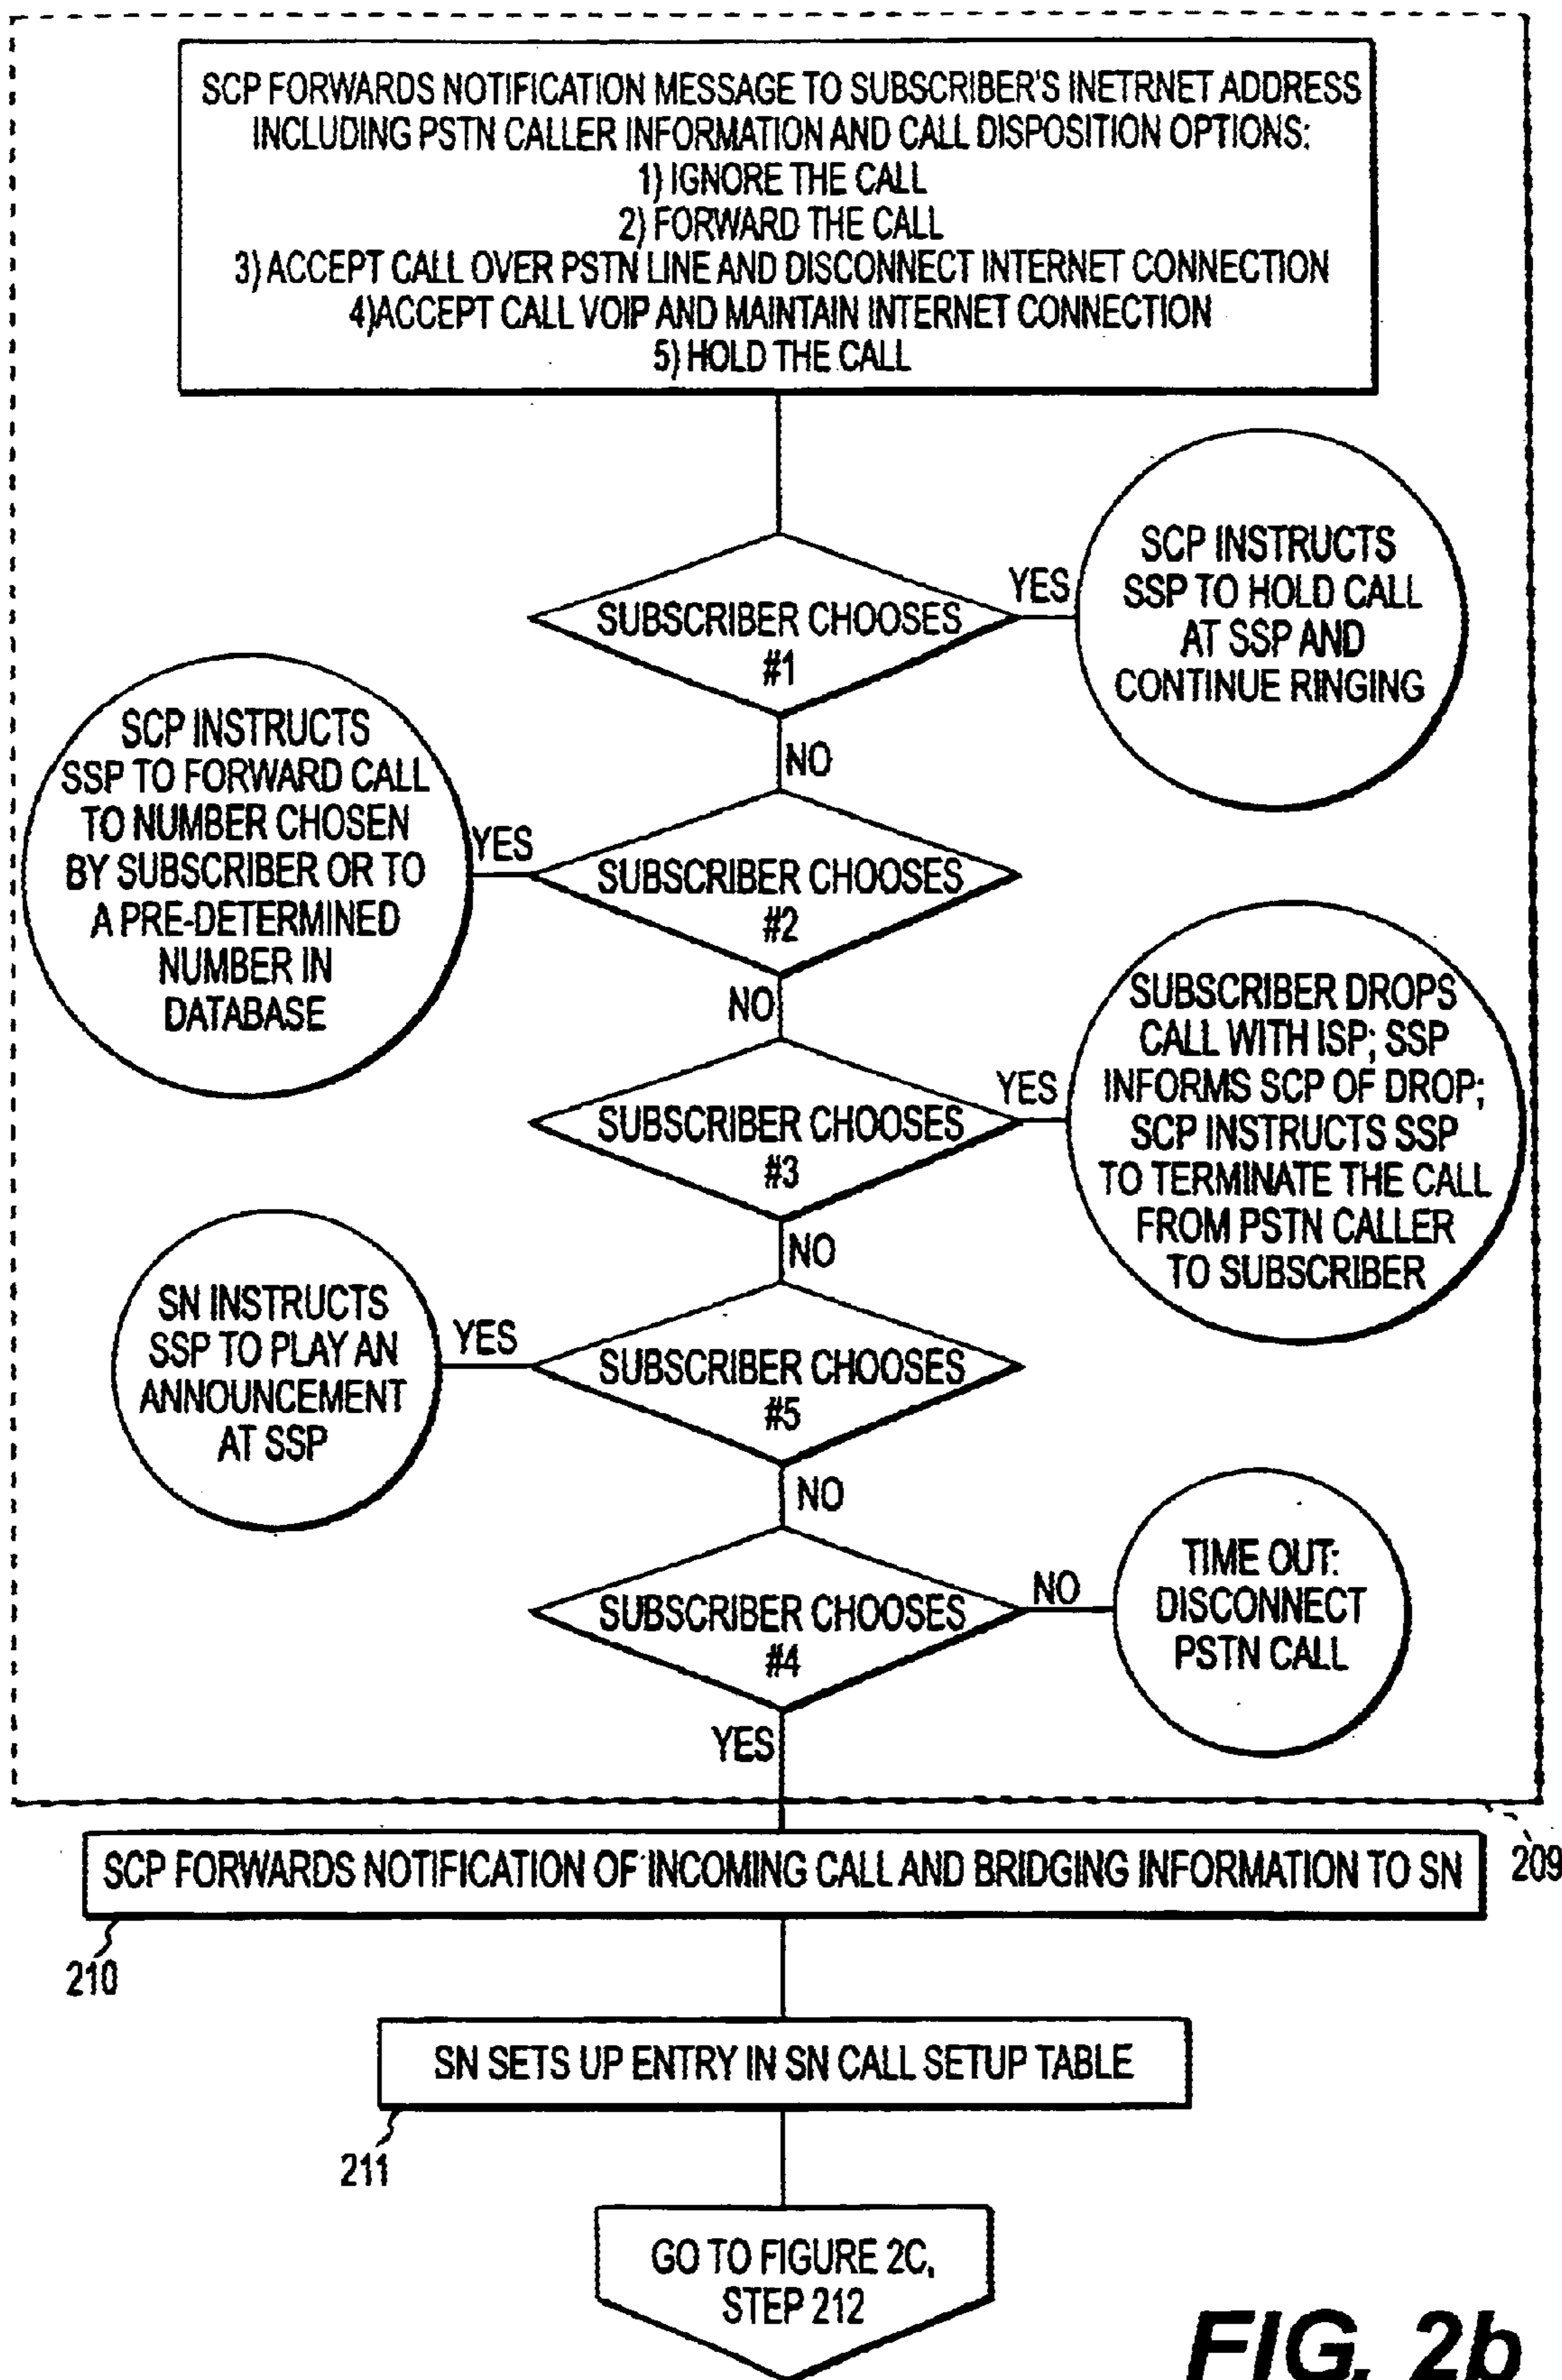 SCP FORWARDS NOTIFICATION MESSAGE TO SUBSCRIBER'S INETRNET ADDRESS
INCLUDING PSTN CALLER INFORMATION AND CALL DISPOSITION OPTIONS:
1) IGNORE THE CALL
2) FORWARD THE CALL
3) ACCEPT CALL OVER PSTN LINE AND DISCONNECT INTERNET CONNECTION
4)ACCEPT CALL VOIP AND MAINTAIN INTERNET CONNECTION
5) HOLD THE CALL
SUBSCRIBER CHOOSES
#1
YES
SCP INSTRUCTS
SSP TO HOLD CALL
AT SSP AND
CONTINUE RINGING
NO
SUBSCRIBER CHOOSES
#2
YES
SCP INSTRUCTS
SSP TO FORWARD CALL
TO NUMBER CHOSEN
BY SUBSCRIBER OR TO
A PRE-DETERMINED
NUMBER IN
DATABASE
NO
SUBSCRIBER CHOOSES
#3
YES
SUBSCRIBER DROPS
CALL WITH ISP; SSP
INFORMS SCP OF DROP;
SCP INSTRUCTS SSP
TO TERMINATE THE CALL
FROM PSTN CALLER
TO SUBSCRIBER
NO
SUBSCRIBER CHOOSES
#5
YES
SN INSTRUCTS
SSP TO PLAY AN
ANNOUNCEMENT
AT SSP
NO
SUBSCRIBER CHOOSES
#4
NO
TIME OUT:
DISCONNECT
PSTN CALL
YES
209
SCP FORWARDS NOTIFICATION OF INCOMING CALL AND BRIDGING INFORMATION TO SN
210
SN SETS UP ENTRY IN SN CALL SETUP TABLE
211
GO TO FIGURE 2C,
STEP 212
FIG. 2b